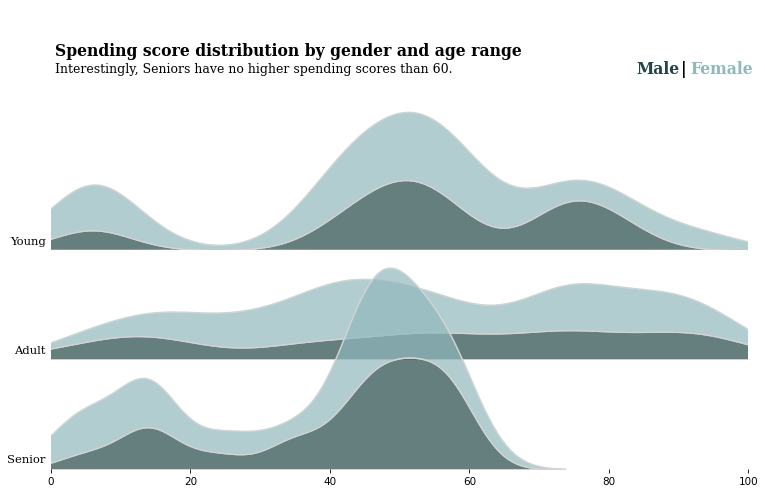 Spending score distribution by gender and age range
Interestingly, Seniors have no higher spending scores than 60.
Male | Female
Young
Adult
Senior
0 20 40 60 80 100